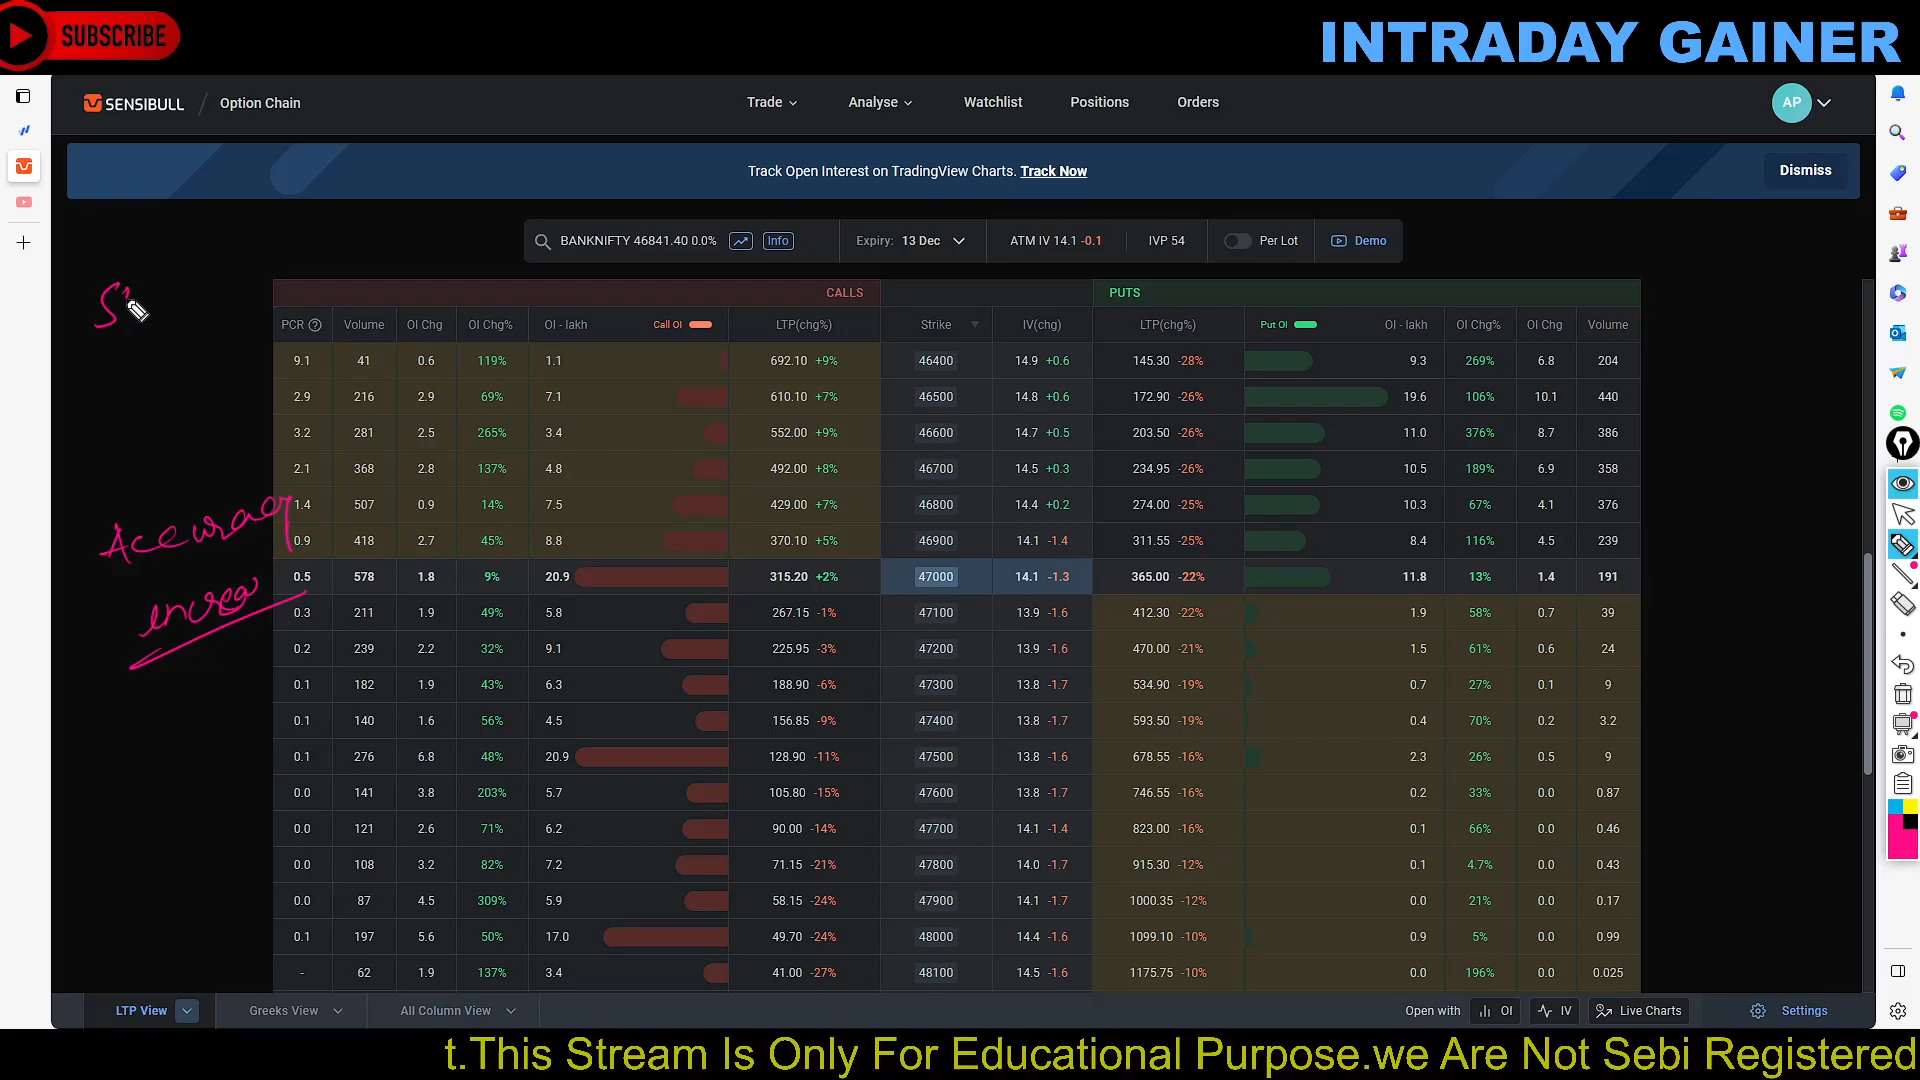 SUBSCRIBE
INTRADAY GAINER
SENSIBULL / Option Chain Trade Analyse Watchlist Positions Orders AP
Track Open Interest on TradingView Charts. Track Now Dismiss
BANKNIFTY 46841.40 0.0% Info Expiry: 13 Dec ATM IV 14.1 -0.1 IVP 54 Per Lot Demo
CALLS PUTS
PCR Volume OI Chg OI Chg% OI - lakh Call OI LTP(chg%) Strike IV(chg) LTP(chg%) Put OI OI - lakh OI Chg% OI Chg Volume
9.1 41 0.6 119% 1.1 692.10 +9% 46400 14.9 +0.6 145.30 -28% 9.3 269% 6.8 204
2.9 216 2.9 69% 7.1 610.10 +7% 46500 14.8 +0.6 172.90 -26% 19.6 106% 10.1 440
3.2 281 2.5 265% 3.4 552.00 +9% 46600 14.7 +0.5 203.50 -26% 11.0 376% 8.7 386
2.1 368 2.8 137% 4.8 492.00 +8% 46700 14.5 +0.3 234.95 -26% 10.5 189% 6.9 358
1.4 507 0.9 14% 7.5 429.00 +7% 46800 14.4 +0.2 274.00 -25% 10.3 67% 4.1 376
0.9 418 2.7 45% 8.8 370.10 +5% 46900 14.1 -1.4 311.55 -25% 8.4 116% 4.5 239
0.5 578 1.8 9% 20.9 315.20 +2% 47000 14.1 -1.3 365.00 -22% 11.8 13% 1.4 191
0.3 211 1.9 49% 5.8 267.15 -1% 47100 13.9 -1.6 412.30 -22% 1.9 58% 0.7 39
0.2 239 2.2 32% 9.1 225.95 -3% 47200 13.9 -1.6 470.00 -21% 1.5 61% 0.6 24
0.1 182 1.9 43% 6.3 188.90 -6% 47300 13.8 -1.7 534.90 -19% 0.7 27% 0.1 9
0.1 140 1.6 56% 4.5 156.85 -9% 47400 13.8 -1.7 593.50 -19% 0.4 70% 0.2 3.2
0.1 276 6.8 48% 20.9 128.90 -11% 47500 13.8 -1.6 678.55 -16% 2.3 26% 0.5 9
0.0 141 3.8 203% 5.7 105.80 -15% 47600 13.8 -1.7 746.55 -16% 0.2 33% 0.0 0.87
0.0 121 2.6 71% 6.2 90.00 -14% 47700 14.1 -1.4 823.00 -16% 0.1 66% 0.0 0.46
0.0 108 3.2 82% 7.2 71.15 -21% 47800 14.0 -1.7 915.30 -12% 0.1 4.7% 0.0 0.43
0.0 87 4.5 309% 5.9 58.15 -24% 47900 14.1 -1.7 1000.35 -12% 0.0 21% 0.0 0.17
0.1 197 5.6 50% 17.0 49.70 -24% 48000 14.4 -1.6 1099.10 -10% 0.9 5% 0.0 0.99
- 62 1.9 137% 3.4 41.00 -27% 48100 14.5 -1.6 1175.75 -10% 0.0 196% 0.0 0.025
Accuracy
LTP View Greeks View All Column View Open with OI IV Live Charts Settings
t.This Stream Is Only For Educational Purpose.we Are Not Sebi Registered